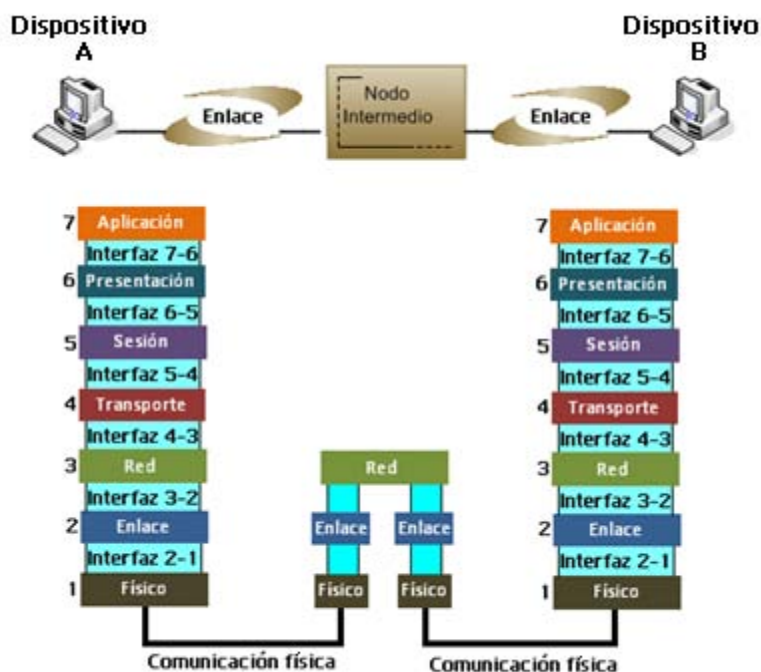 Dispositivo
A
Dispositivo
B
Enlace
Nodo
Intermedio
Enlace
7 Aplicación
Interfaz 7-6
6 Presentación
Interfaz 6-5
5 Sesión
Interfaz 5-4
4 Transporte
Interfaz 4-3
3 Red
Interfaz 3-2
2 Enlace
Interfaz 2-1
1 Físico
Red
Enlace Enlace
Físico Físico
7 Aplicación
Interfaz 7-6
6 Presentación
Interfaz 6-5
5 Sesión
Interfaz 5-4
4 Transporte
Interfaz 4-3
3 Red
Interfaz 3-2
2 Enlace
Interfaz 2-1
1 Físico
Comunicación física
Comunicación física